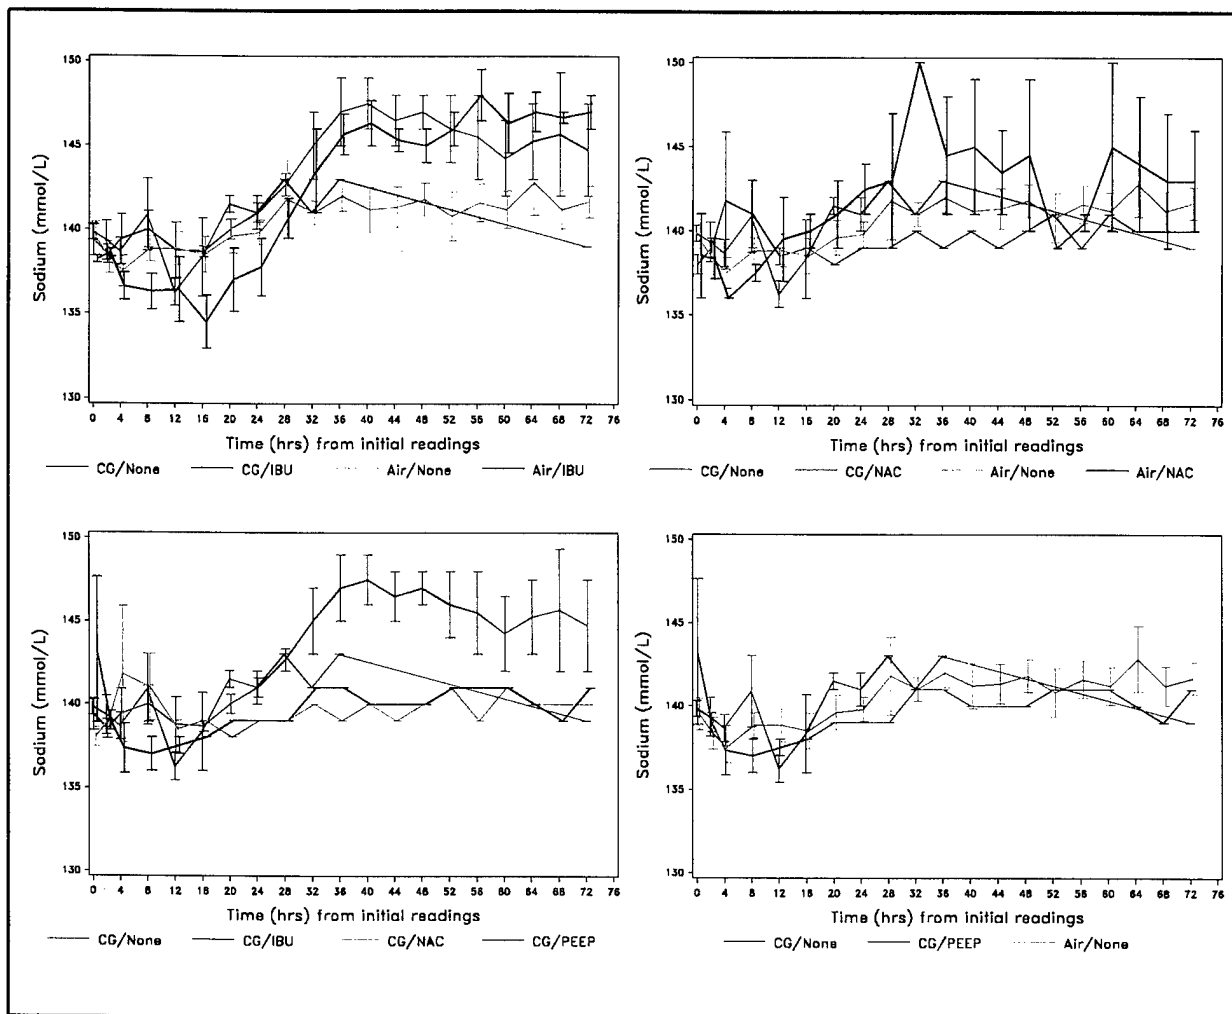 150
145
140
135
130
Sodium (mmol/L)
0 4 8 12 16 20 24 28 32 36 40 44 48 52 56 60 64 68 72 76
Time (hrs) from initial readings
CG/None CG/IBU Air/None Air/IBU
150
145
140
135
130
Sodium (mmol/L)
0 4 8 12 16 20 24 28 32 36 40 44 48 52 56 60 64 68 72 76
Time (hrs) from initial readings
CG/None CG/NAC Air/None Air/NAC
150
145
140
135
130
Sodium (mmol/L)
0 4 8 12 16 20 24 28 32 36 40 44 48 52 56 60 64 68 72 76
Time (hrs) from initial readings
CG/None CG/IBU CG/NAC CG/PEEP
150
145
140
135
130
Sodium (mmol/L)
0 4 8 12 16 20 24 28 32 36 40 44 48 52 56 60 64 68 72 76
Time (hrs) from initial readings
CG/None CG/PEEP Air/None